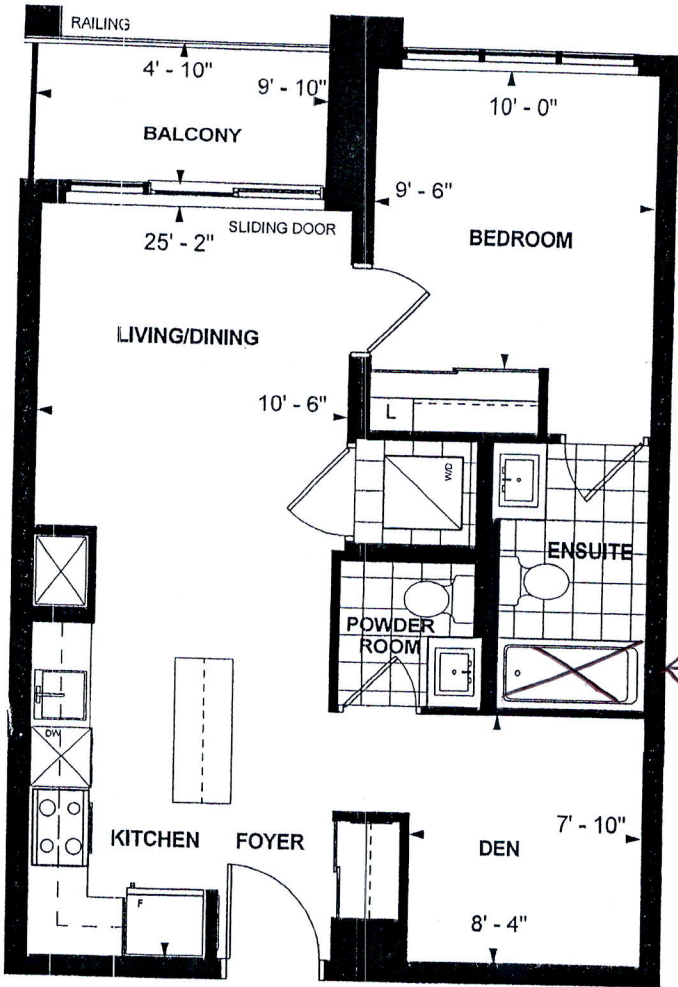 RAILING
4' - 10"
9' - 10"
BALCONY
10' - 0"
9' - 6"
SLIDING DOOR
25' - 2"
BEDROOM
LIVING/DINING
10' - 6"
L
W/D
ENSUITE
POWDER
ROOM
DW
KITCHEN
FOYER
DEN
7' - 10"
F
8' - 4"